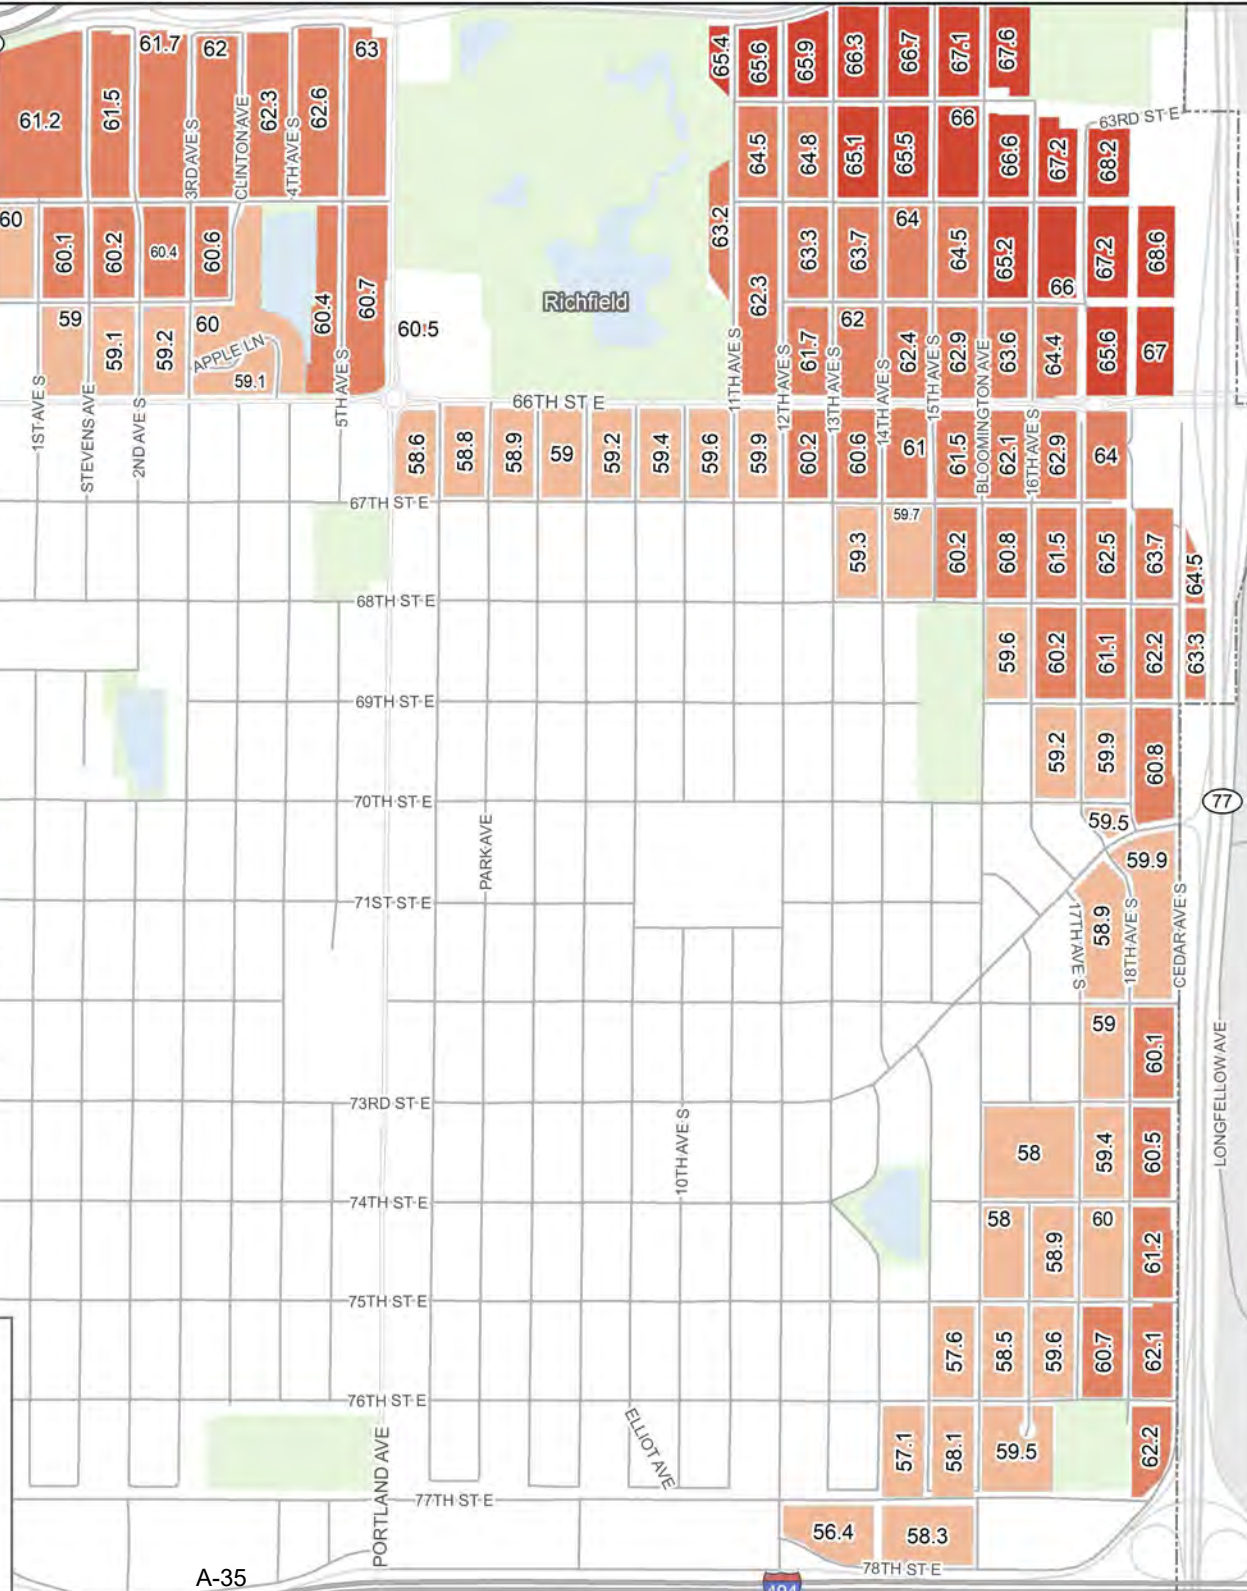 65.4
65.6
65.9
66.3
66.7
67.1
67.6
61.2
61.5
61.7
62
62.3
62.6
63
3RD AVE S
CLINTON AVE
4TH AVE S
63RD ST E
64.5
64.8
65.1
65.5
66
66.6
67.2
68.2
60
60.1
60.2
60.4
60.6
60.4
60.7
63.2
62.3
63.3
63.7
64
64.5
65.2
66
67.2
68.6
Richfield
59
59.1
59.2
60
APPLE LN
59.1
60.5
61.7
62
62.4
62.9
63.6
64.4
65.6
67
1ST AVE S
STEVENS AVE
2ND AVE S
5TH AVE S
66TH ST E
11TH AVE S
12TH AVE S
13TH AVE S
14TH AVE S
15TH AVE S
BLOOMINGTON AVE
16TH AVE S
58.6
58.8
58.9
59
59.2
59.4
59.6
59.9
60.2
60.6
61
61.5
62.1
62.9
64
67TH ST E
59.3
59.7
60.2
60.8
61.5
62.5
63.7
64.5
68TH ST E
59.6
60.2
61.1
62.2
63.3
69TH ST E
59.2
59.9
60.8
70TH ST E
77
59.5
59.9
PARK AVE
71ST ST E
58.9
17TH AVE S
18TH AVE S
CEDAR AVE S
59
60.1
LONGFELLOW AVE
73RD ST E
10TH AVE S
58
59.4
60.5
74TH ST E
58
58.9
60
61.2
75TH ST E
57.6
58.5
59.6
60.7
62.1
76TH ST E
ELLIOT AVE
57.1
58.1
59.5
62.2
PORTLAND AVE
77TH ST E
56.4
58.3
78TH ST E
A-35
494